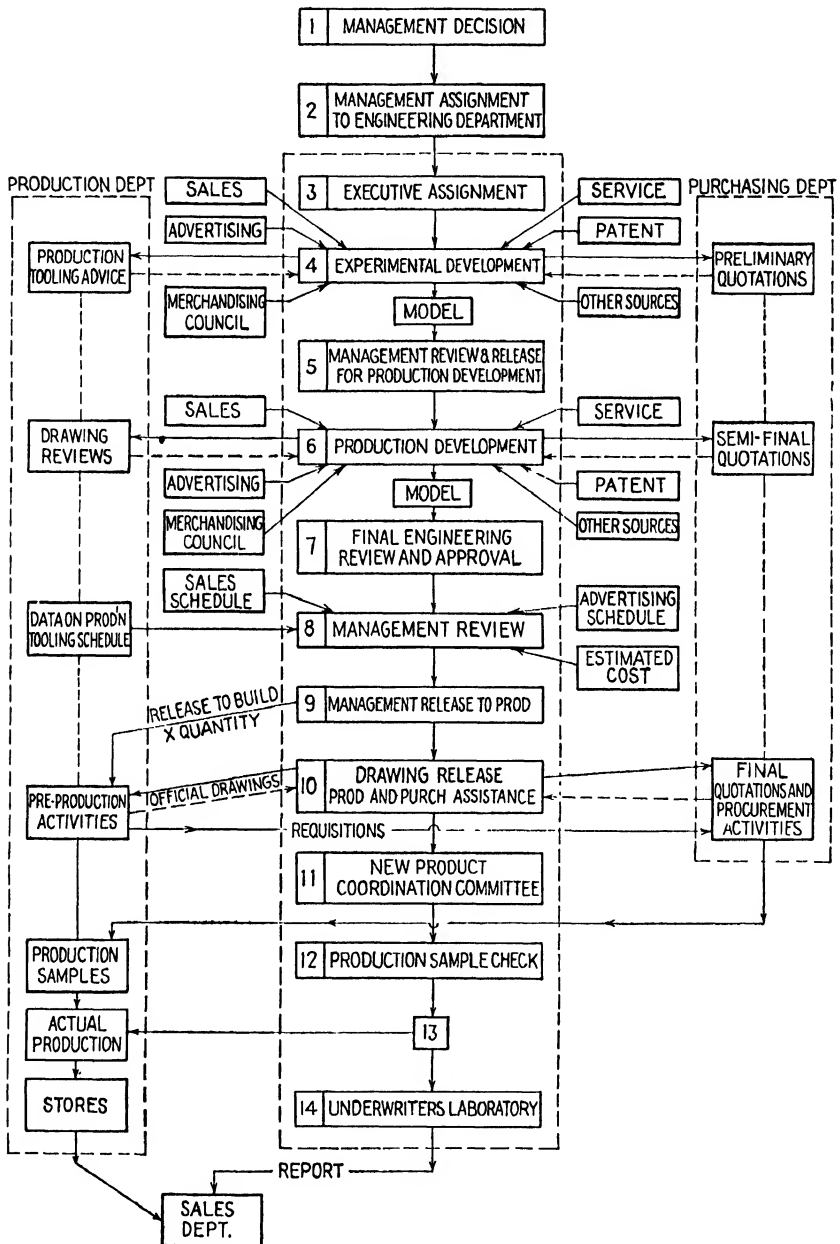 1 MANAGEMENT DECISION
2 MANAGEMENT ASSIGNMENT
TO ENGINEERING DEPARTMENT
PRODUCTION DEPT
SALES
3 EXECUTIVE ASSIGNMENT
SERVICE
PURCHASING DEPT
ADVERTISING
PATENT
PRODUCTION
TOOLING ADVICE
4 EXPERIMENTAL DEVELOPMENT
PRELIMINARY
QUOTATIONS
MERCHANDISING
COUNCIL
MODEL
OTHER SOURCES
5 MANAGEMENT REVIEW & RELEASE
FOR PRODUCTION DEVELOPMENT
SALES
SERVICE
DRAWING
REVIEWS
6 PRODUCTION DEVELOPMENT
SEMI-FINAL
QUOTATIONS
ADVERTISING
MODEL
PATENT
MERCHANDISING
COUNCIL
OTHER SOURCES
7 FINAL ENGINEERING
REVIEW AND APPROVAL
SALES
SCHEDULE
ADVERTISING
SCHEDULE
DATA ON PROD'N
TOOLING SCHEDULE
8 MANAGEMENT REVIEW
ESTIMATED
COST
RELEASE TO BUILD
X QUANTITY
9 MANAGEMENT RELEASE TO PROD
PRE-PRODUCTION
ACTIVITIES
OFFICIAL DRAWINGS
10 DRAWING RELEASE
PROD AND PURCH ASSISTANCE
FINAL
QUOTATIONS AND
PROCUREMENT
ACTIVITIES
REQUISITIONS
11 NEW PRODUCT
COORDINATION COMMITTEE
PRODUCTION
SAMPLES
12 PRODUCTION SAMPLE CHECK
ACTUAL
PRODUCTION
13
STORES
14 UNDERWRITERS LABORATORY
REPORT
SALES
DEPT.